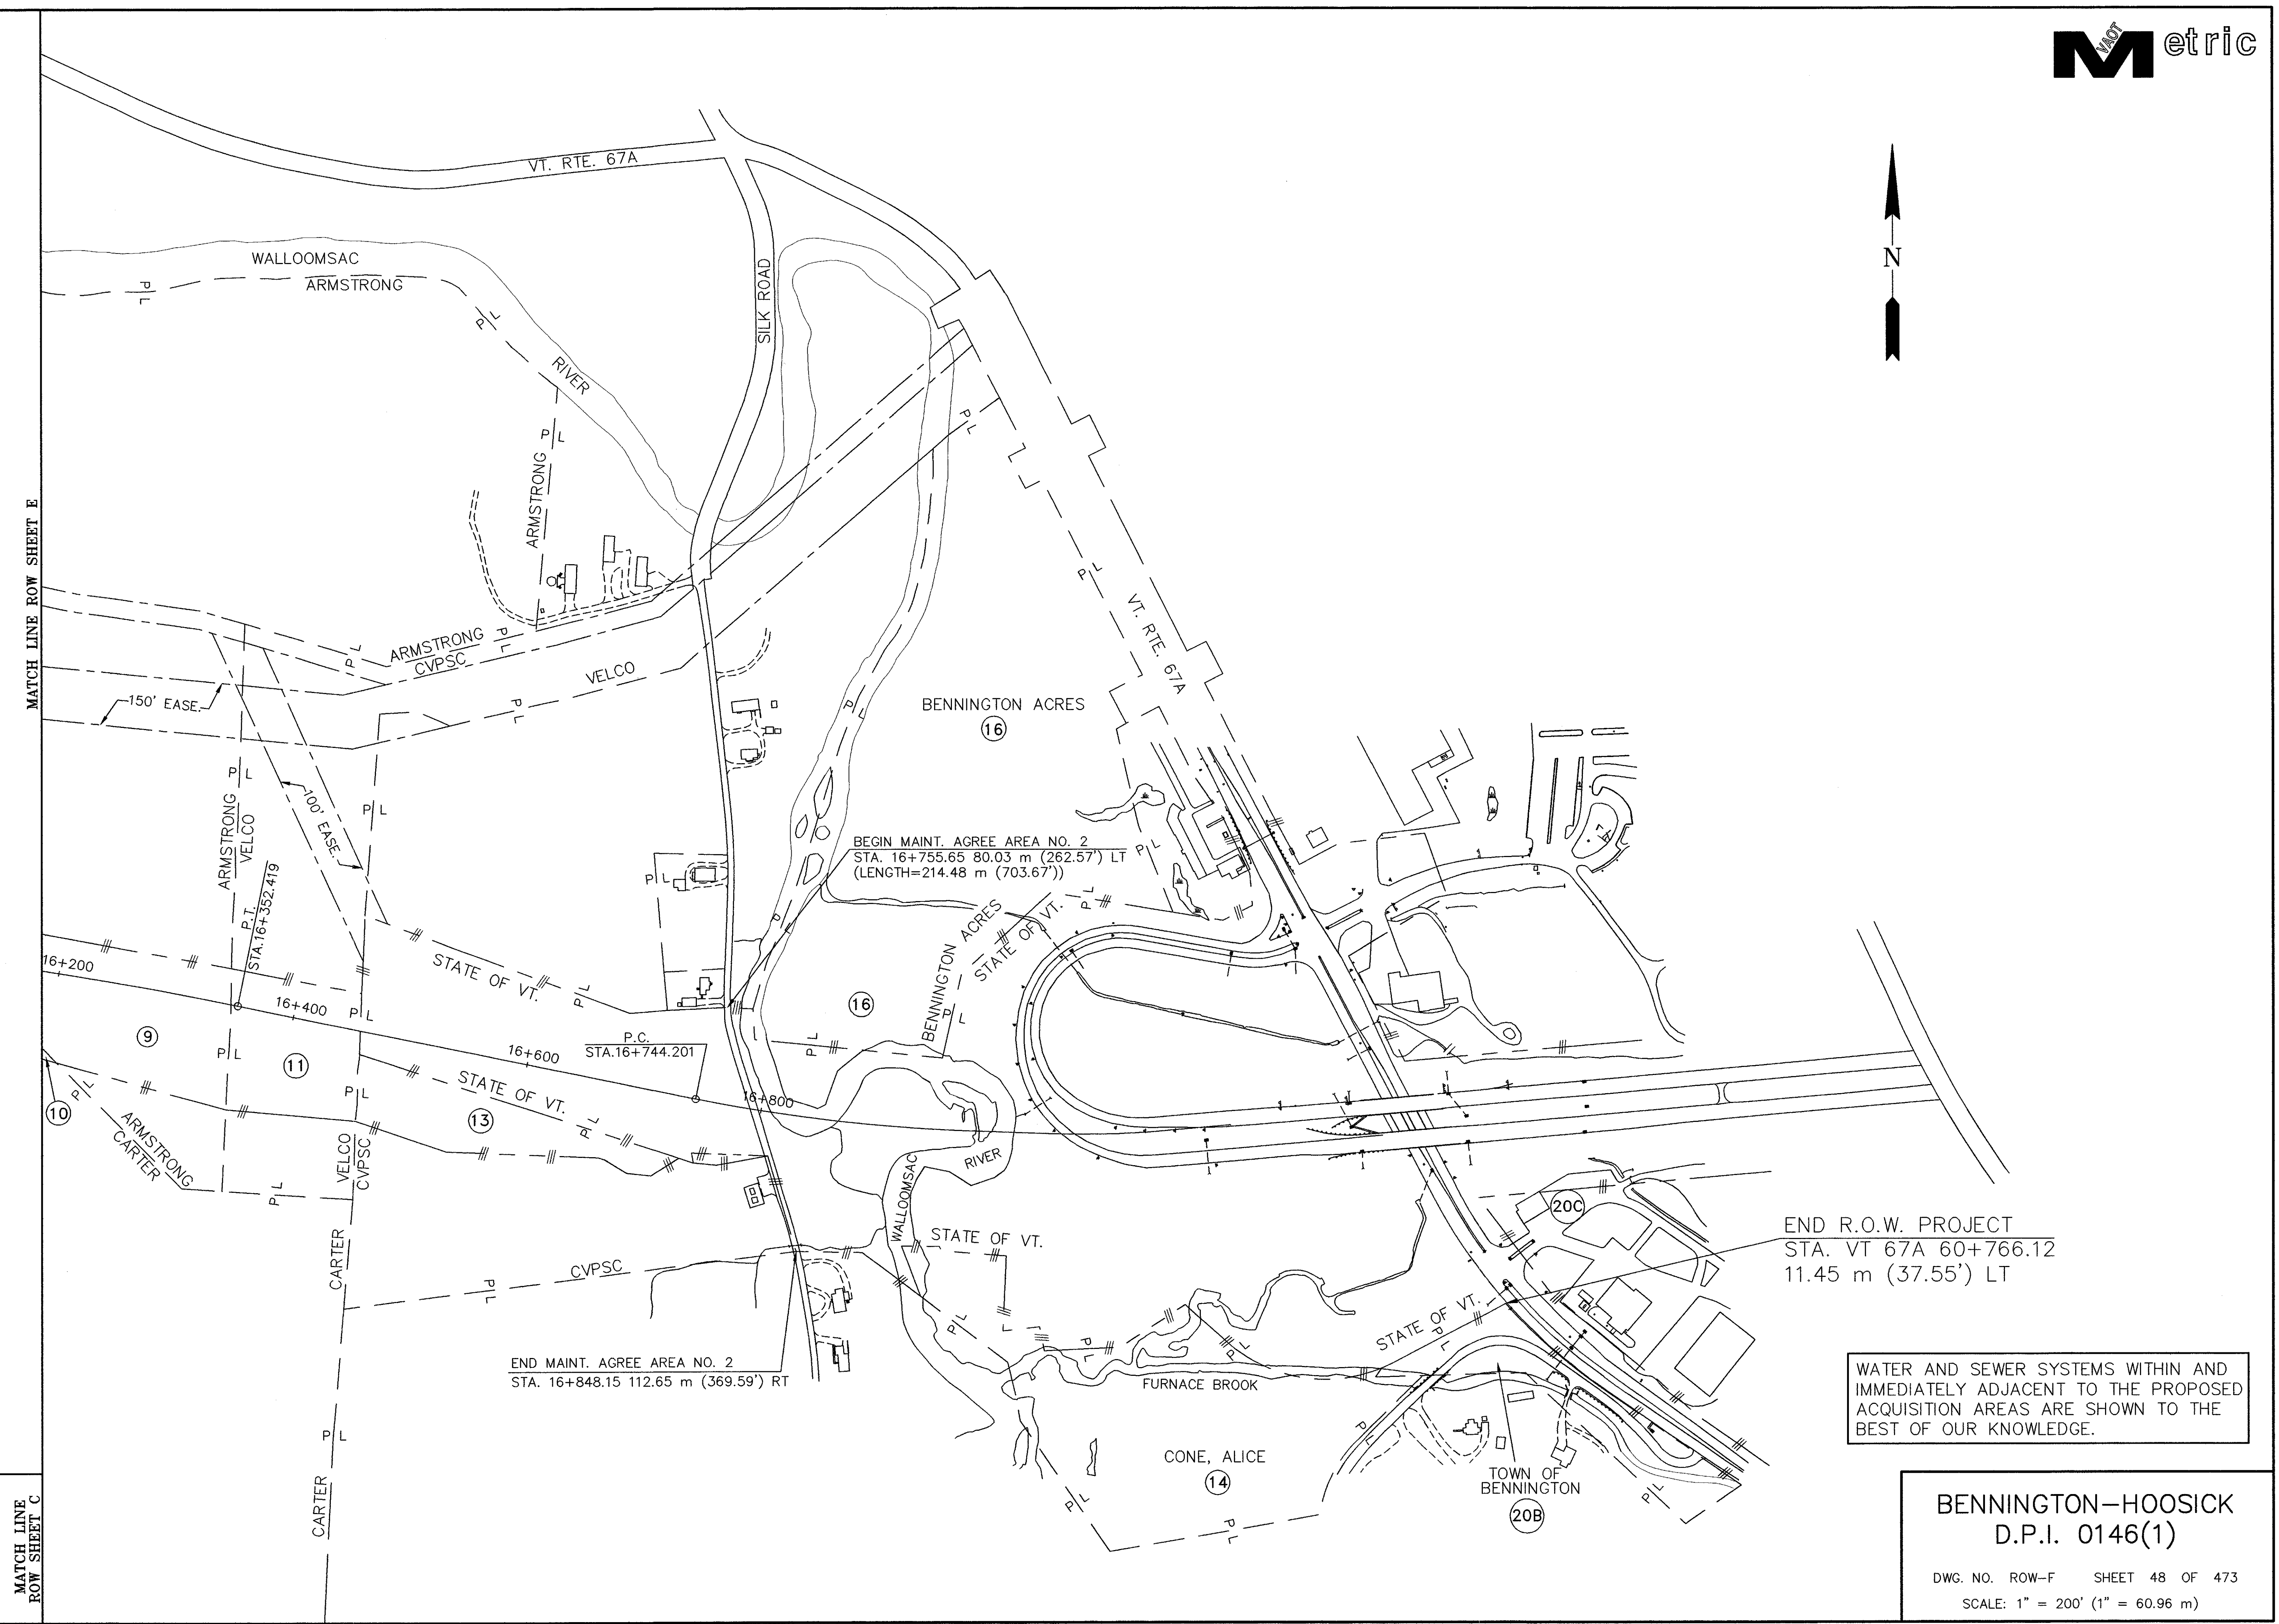 VAOT
Metric
N
VT. RTE. 67A
WALLOOMSAC
ARMSTRONG
P L
P L
RIVER
SILK ROAD
P L
ARMSTRONG
P L
MATCH LINE ROW SHEET E
P L
VT. RTE. 67A
ARMSTRONG
CVPSC
P L
P L
VELCO
P L
150' EASE.
P L
BENNINGTON ACRES
16
P L
100' EASE.
P L
ARMSTRONG
VELCO
P.T.
STA.16+352.419
BEGIN MAINT. AGREE AREA NO. 2
STA. 16+755.65 80.03 m (262.57') LT
(LENGTH=214.48 m (703.67'))
P L
P L
P L
BENNINGTON ACRES
STATE OF VT.
P L
16+200
STATE OF VT.
P L
16+400
P L
16
P L
P L
9
P L
11
16+600
P.C.
STA.16+744.201
10
P L
P L
STATE OF VT.
P L
13
16+800
ARMSTRONG
CARTER
VELCO
CVPSC
P L
RIVER
WALLOOMSAC
20C
CARTER
CVPSC
P L
STATE OF VT.
END R.O.W. PROJECT
STA. VT 67A 60+766.12
11.45 m (37.55') LT
P L
P L
P L
STATE OF VT.
P L
END MAINT. AGREE AREA NO. 2
STA. 16+848.15 112.65 m (369.59') RT
FURNACE BROOK
WATER AND SEWER SYSTEMS WITHIN AND
IMMEDIATELY ADJACENT TO THE PROPOSED
ACQUISITION AREAS ARE SHOWN TO THE
BEST OF OUR KNOWLEDGE.
P L
P L
CONE, ALICE
14
TOWN OF
BENNINGTON
20B
P L
P L
P L
CARTER
MATCH LINE
ROW SHEET C
BENNINGTON-HOOSICK
D.P.I. 0146(1)
DWG. NO. ROW-F SHEET 48 OF 473
SCALE: 1" = 200' (1" = 60.96 m)